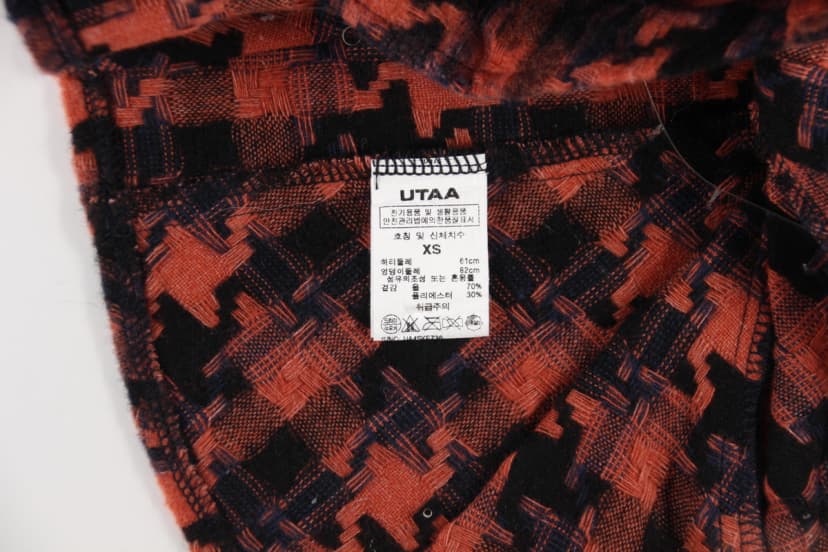 UTAA
전기용품 및 생활용품
안전관리법에의한품질표시
호칭 및 신체치수
XS
허리둘레 61cm
엉덩이둘레 82cm
섬유의조성 또는 혼용률
겉감 울 70%
폴리에스터 30%
취급주의